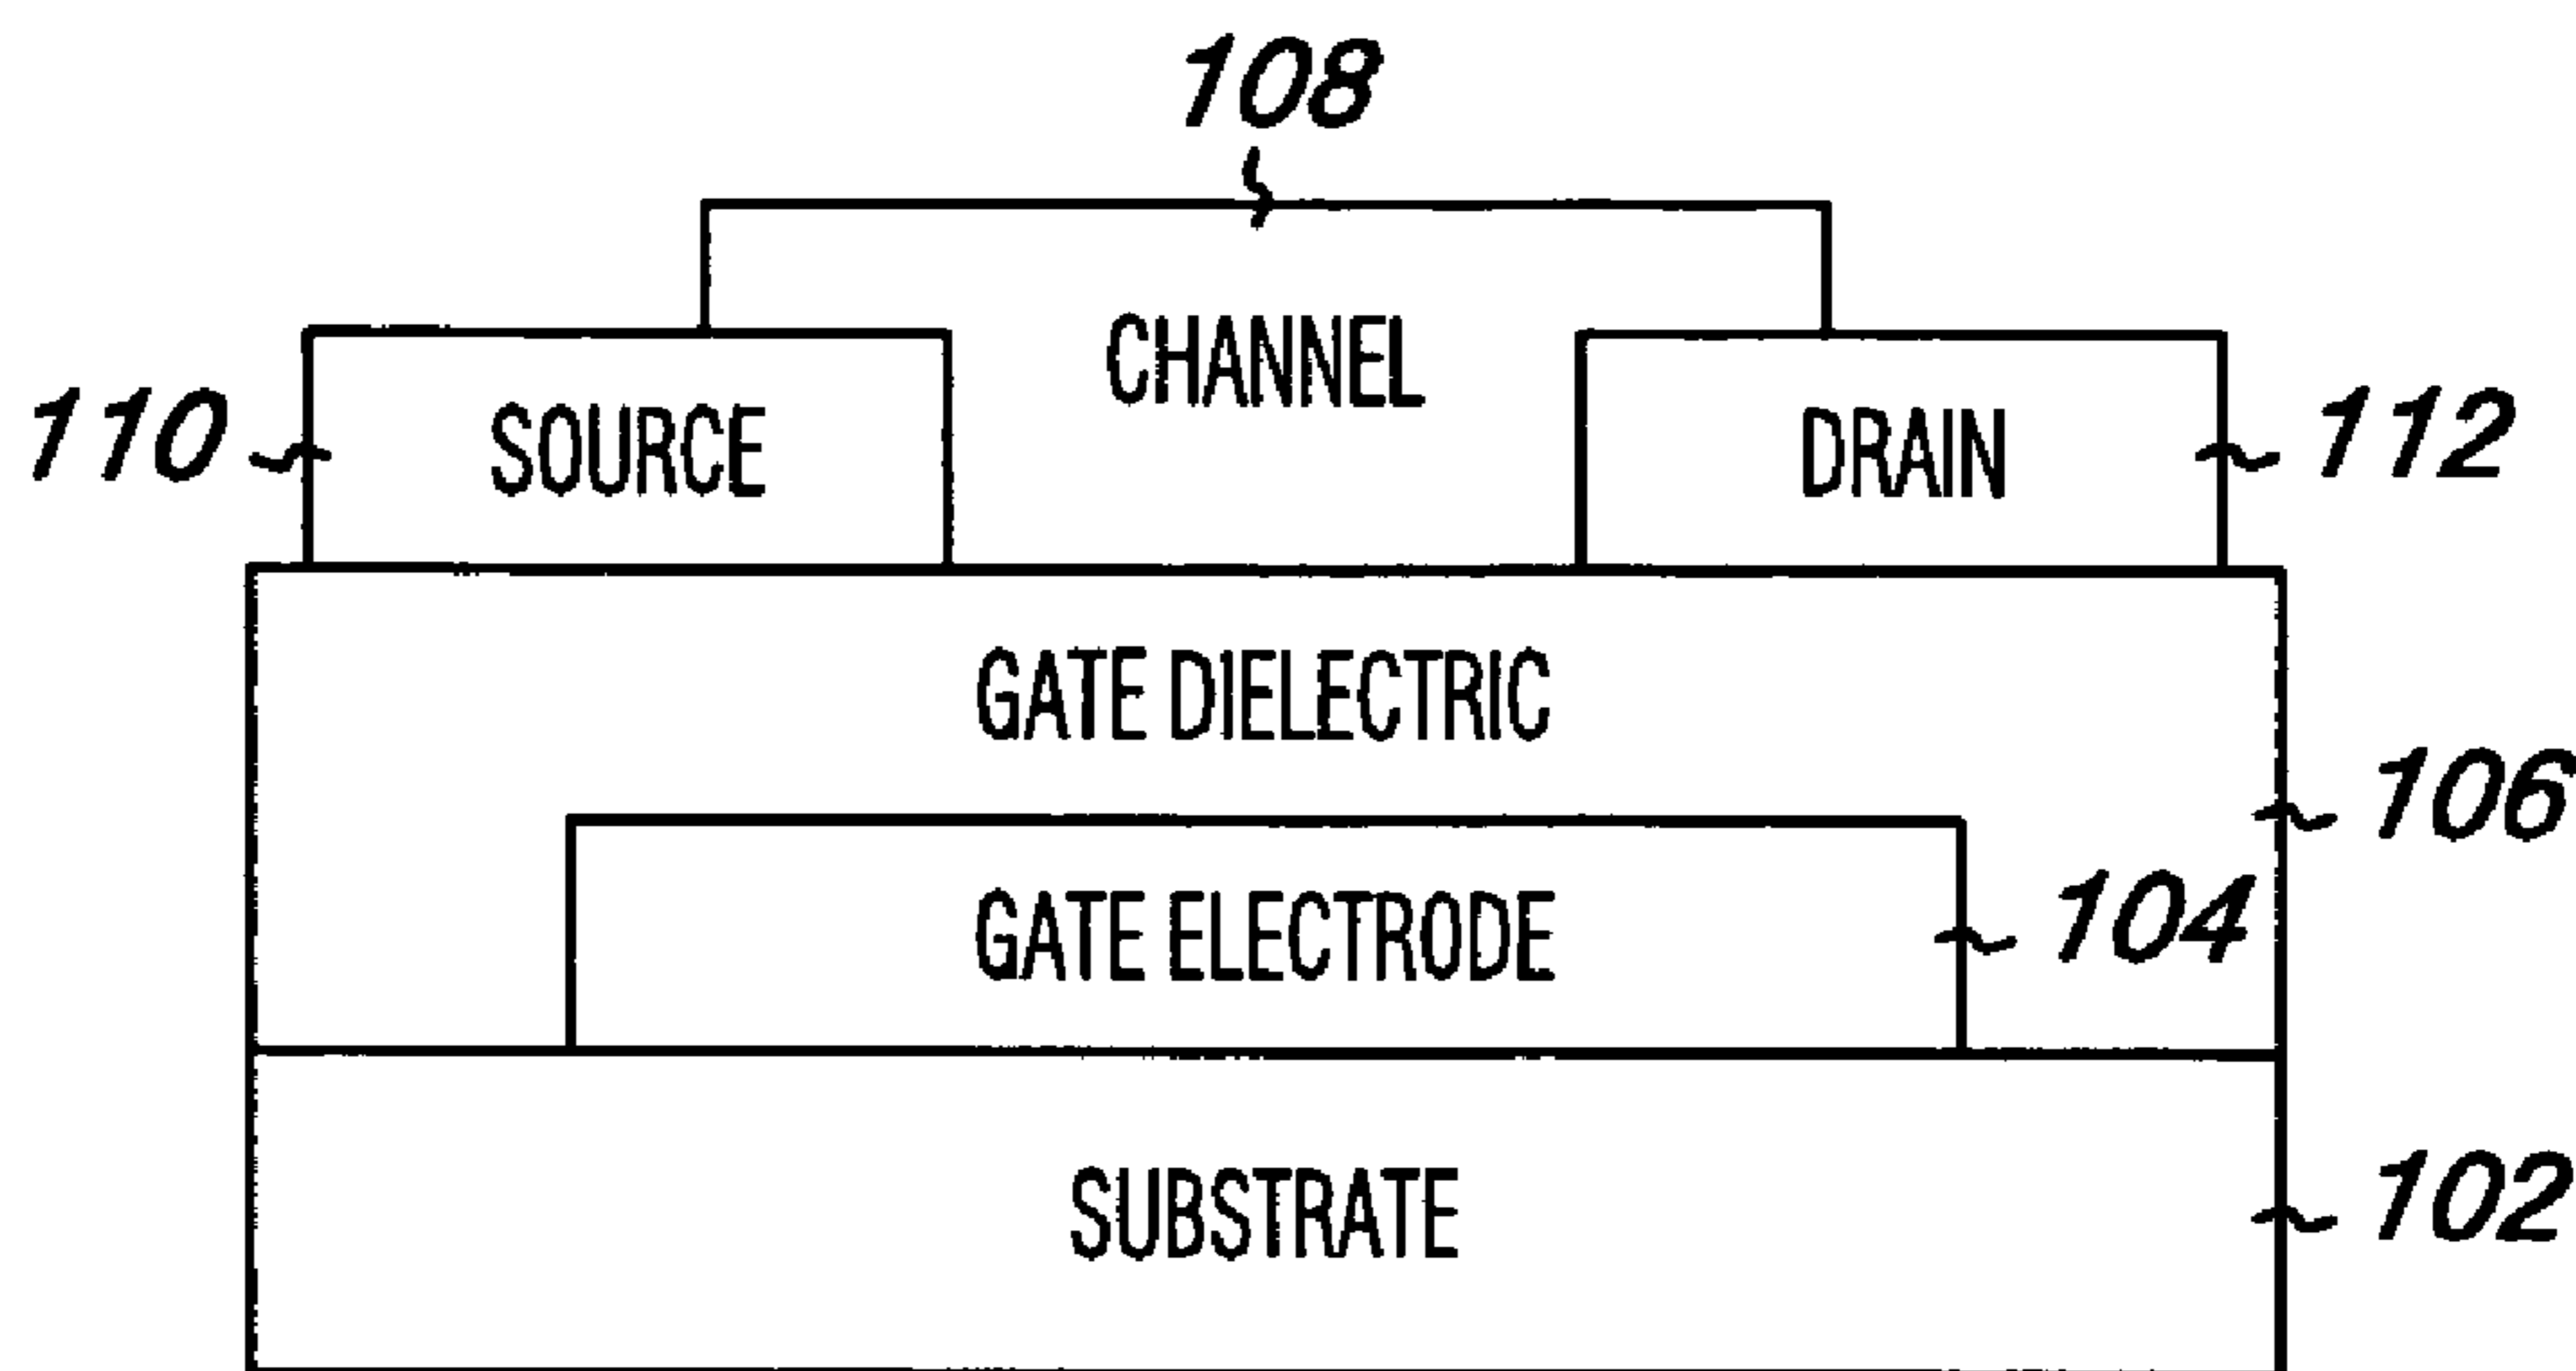 108
CHANNEL
110 SOURCE DRAIN 112
GATE DIELECTRIC
106
GATE ELECTRODE 104
SUBSTRATE 102